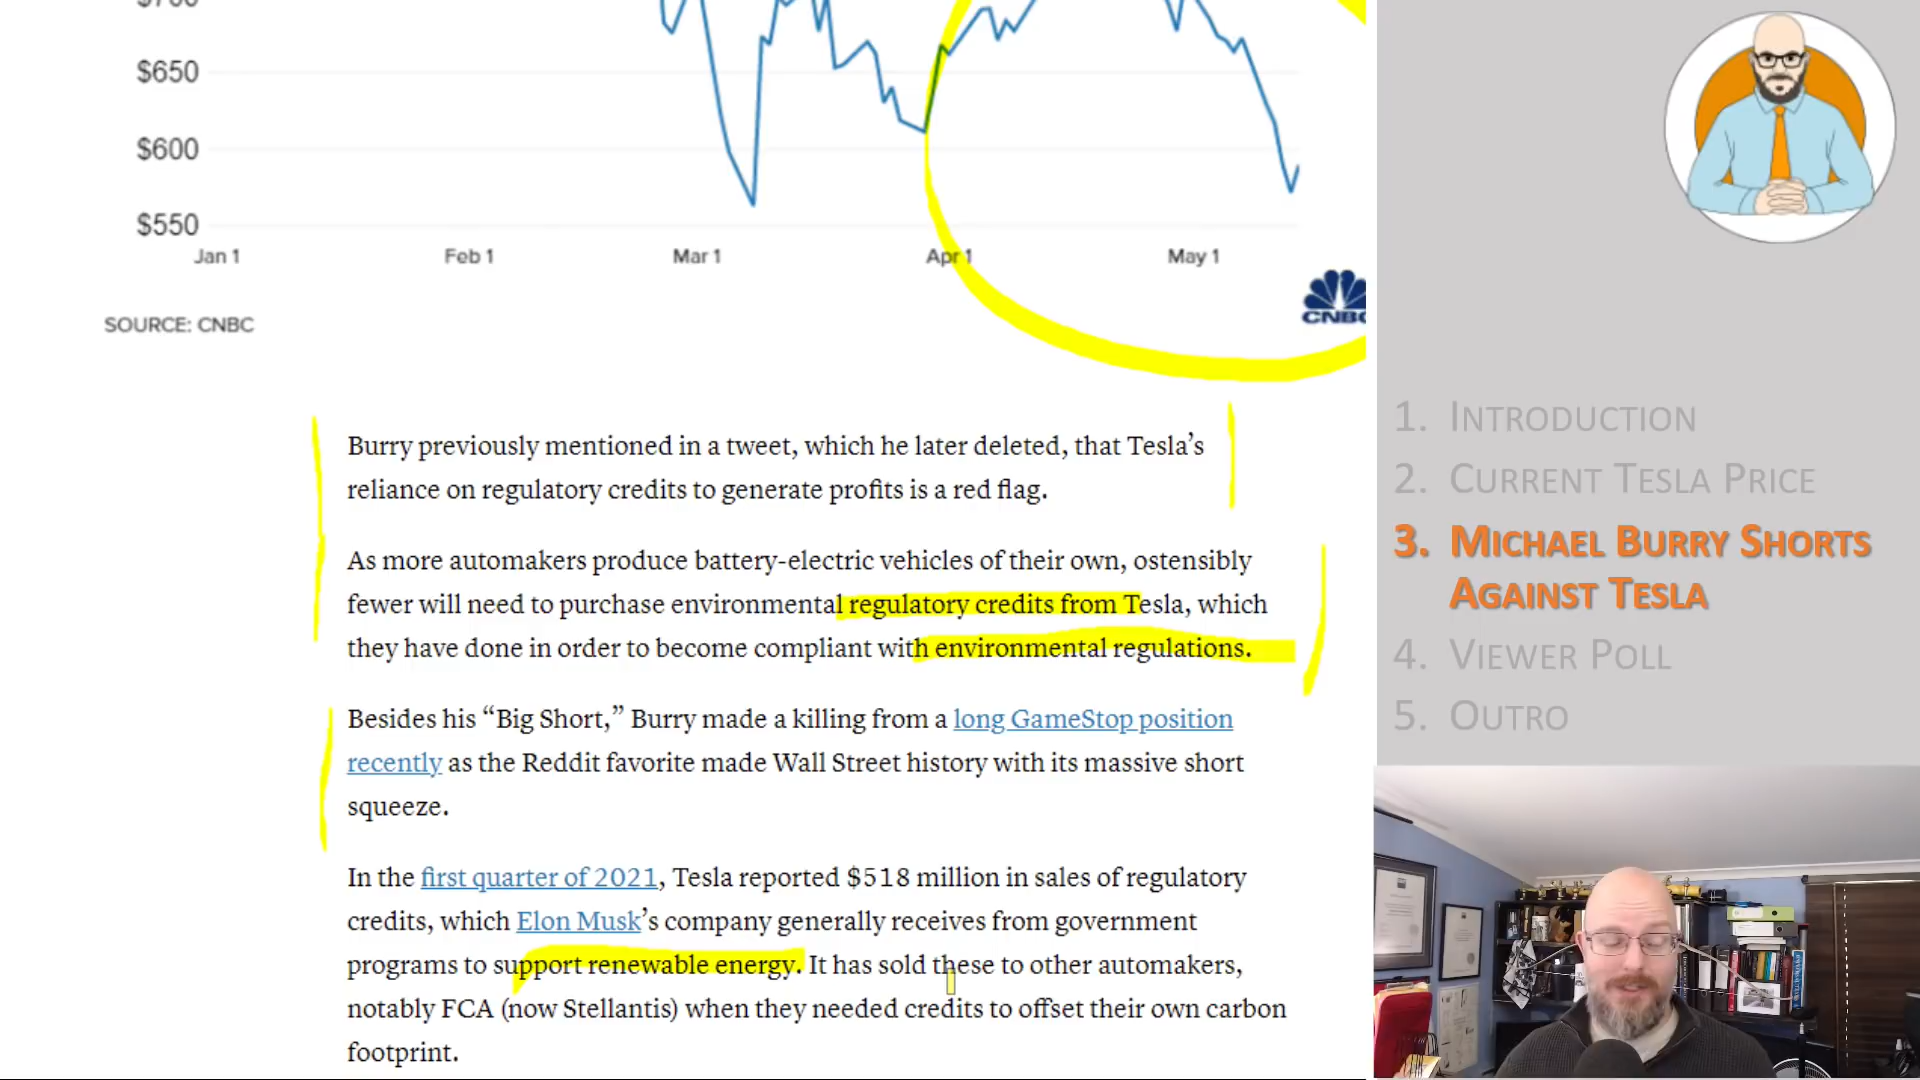 $700
$650
$600
$550
Jan 1
Feb 1
Mar 1
Apr 1
May 1
CNBC
SOURCE: CNBC
Burry previously mentioned in a tweet, which he later deleted, that Tesla’s
reliance on regulatory credits to generate profits is a red flag.
As more automakers produce battery-electric vehicles of their own, ostensibly
fewer will need to purchase environmental regulatory credits from Tesla, which
they have done in order to become compliant with environmental regulations.
Besides his “Big Short,” Burry made a killing from a long GameStop position
recently as the Reddit favorite made Wall Street history with its massive short
squeeze.
In the first quarter of 2021, Tesla reported $518 million in sales of regulatory
credits, which Elon Musk’s company generally receives from government
programs to support renewable energy. It has sold these to other automakers,
notably FCA (now Stellantis) when they needed credits to offset their own carbon
footprint.
1. INTRODUCTION
2. CURRENT TESLA PRICE
3. MICHAEL BURRY SHORTS
AGAINST TESLA
4. VIEWER POLL
5. OUTRO